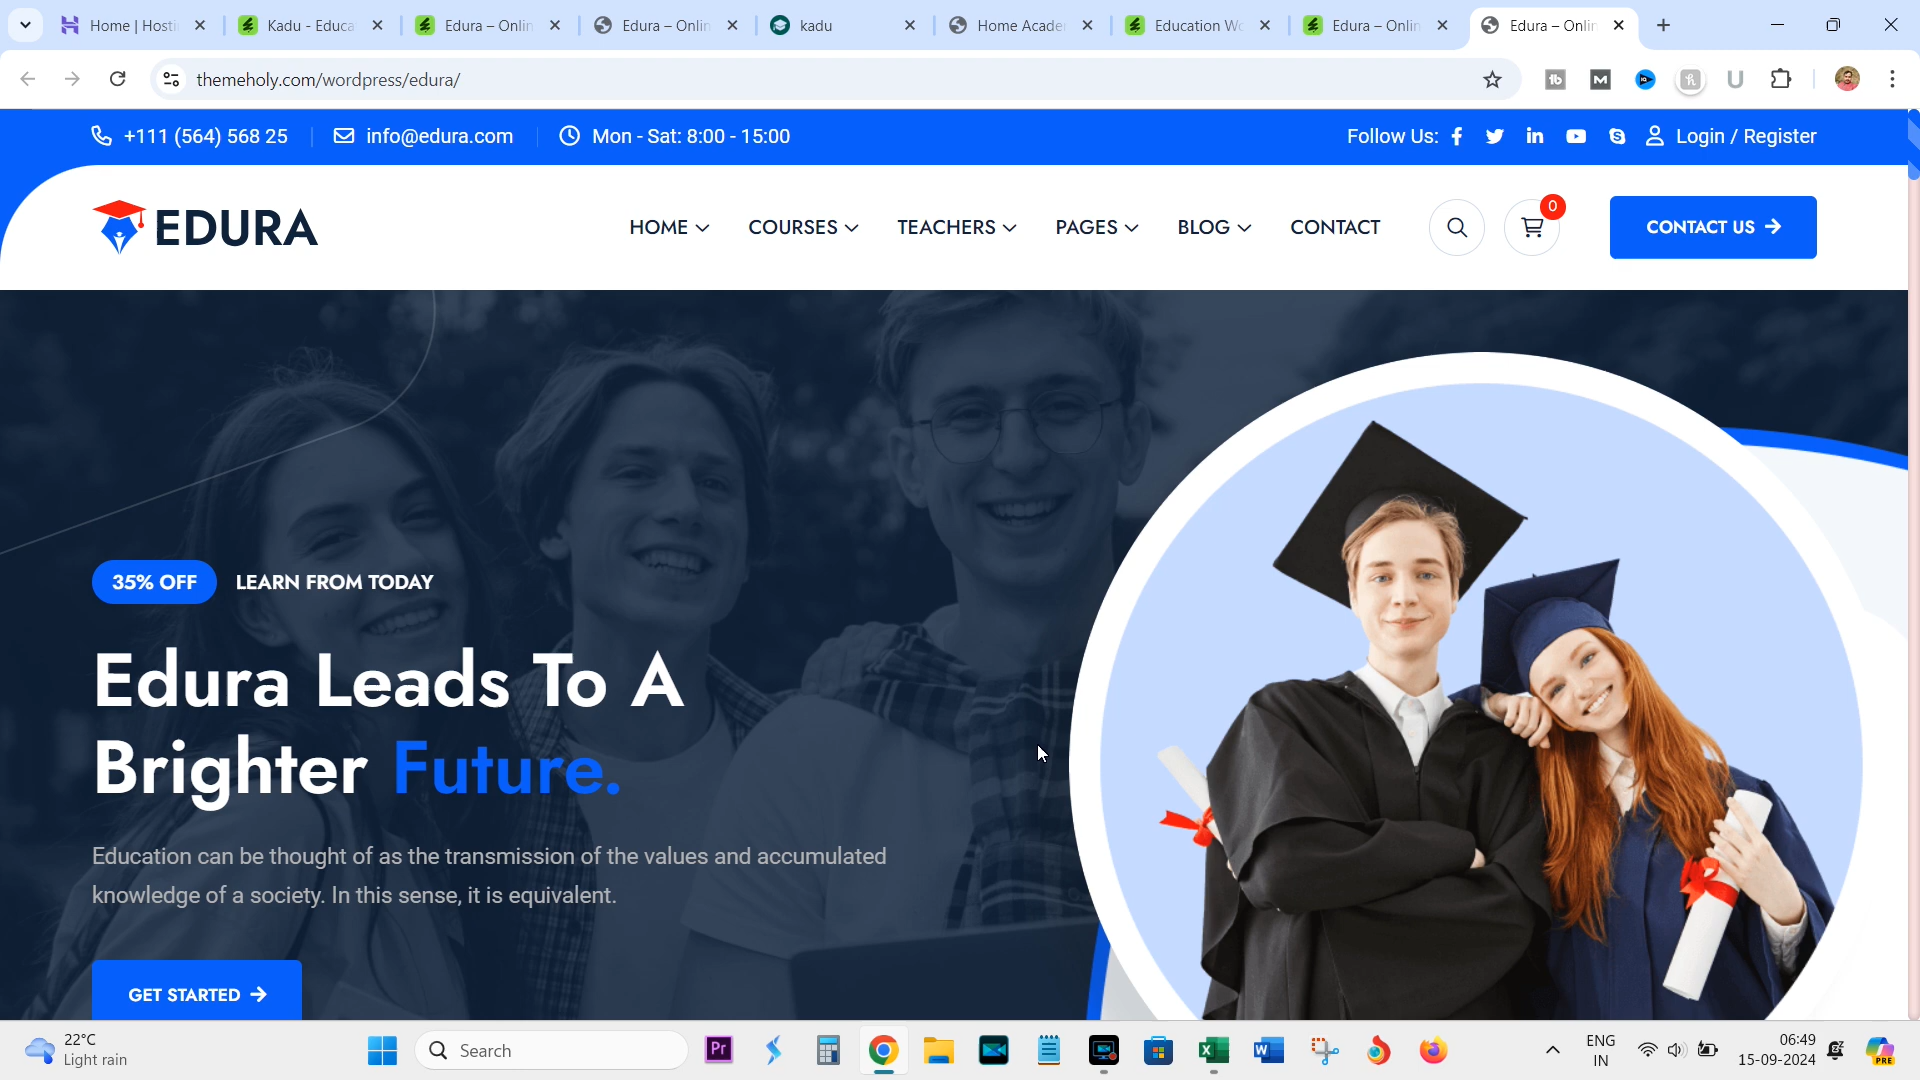 Home | Hosti
Kadu - Educa
Edura – Onlin
Edura – Onlin
kadu
Home Acade
Education Wo
Edura – Onlin
Edura – Onlin
themeholy.com/wordpress/edura/
+111 (564) 568 25
info@edura.com
Mon - Sat: 8:00 - 15:00
Follow Us:
Login / Register
EDURA
HOME
COURSES
TEACHERS
PAGES
BLOG
CONTACT
0
CONTACT US
35% OFF
LEARN FROM TODAY
Edura Leads To A
Brighter Future.
Education can be thought of as the transmission of the values and accumulated
knowledge of a society. In this sense, it is equivalent.
GET STARTED
22°C
Light rain
Search
Pr
ENG
IN
06:49
15-09-2024
PRE